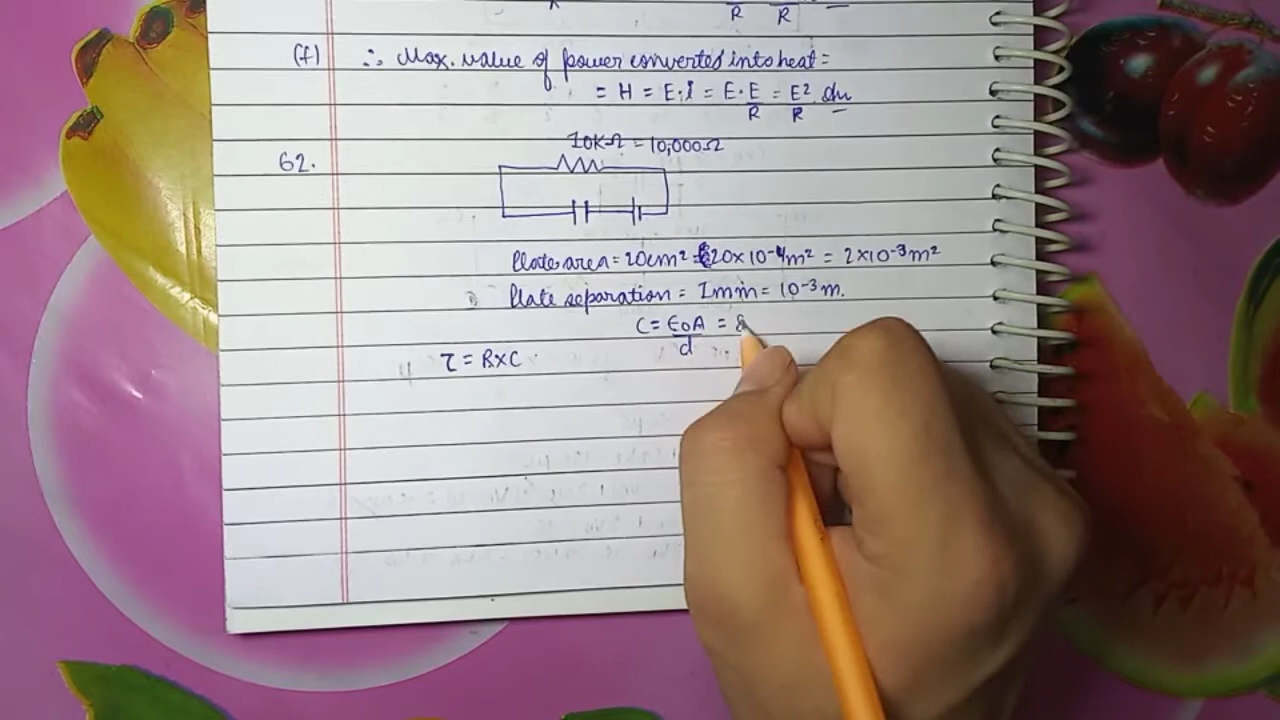 R R
(f) ∴ Max. value of power converted into heat =
= H = E.i = E.E/R = E²/R
10KΩ = 10,000Ω
62.
Plate area = 20cm² = 20×10⁻⁴m² = 2×10⁻³m²
Plate separation = 1mm = 10⁻³m.
C = ε₀A/d = 8
τ = R×C